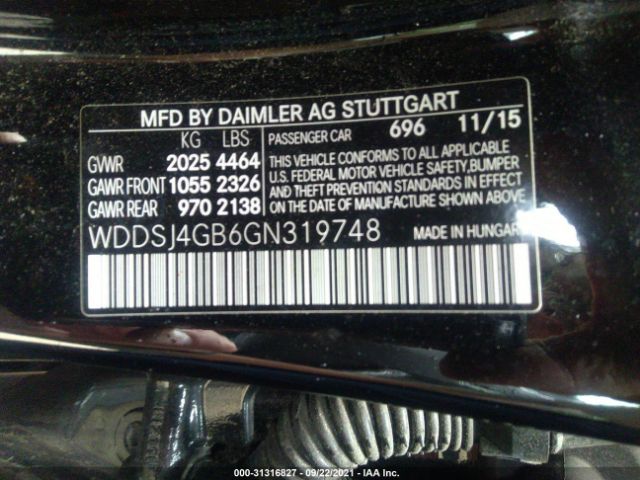 MFD BY DAIMLER AG STUTTGART
KG LBS
GVWR 2025 4464
GAWR FRONT 1055 2326
GAWR REAR 970 2138
PASSENGER CAR 696 11/15
THIS VEHICLE CONFORMS TO ALL APPLICABLE
U.S. FEDERAL MOTOR VEHICLE SAFETY, BUMPER
AND THEFT PREVENTION STANDARDS IN EFFECT
ON THE DATE OF MANUFACTURE SHOWN ABOVE
WDDSJ4GB6GN319748 MADE IN HUNGARY
000-31316827 - 09/22/2021 - IAA Inc.